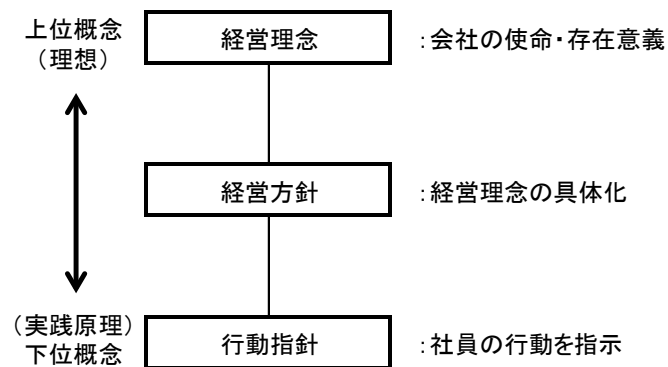 上位概念
（理想）
経営理念
:会社の使命・存在意義
経営方針
:経営理念の具体化
（実践原理）
下位概念
行動指針
:社員の行動を指示